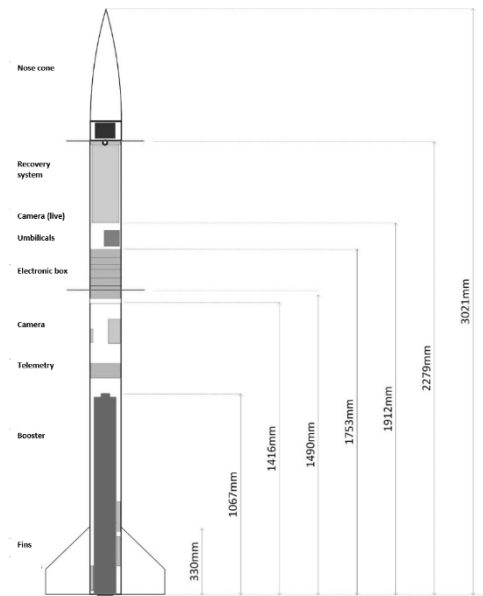 Nose cone
Recovery
system
Camera (live)
Umbilicals
Electronic box
Camera
Telemetry
Booster
Fins
330mm
1067mm
1416mm
1490mm
1753mm
1912mm
2279mm
3021mm